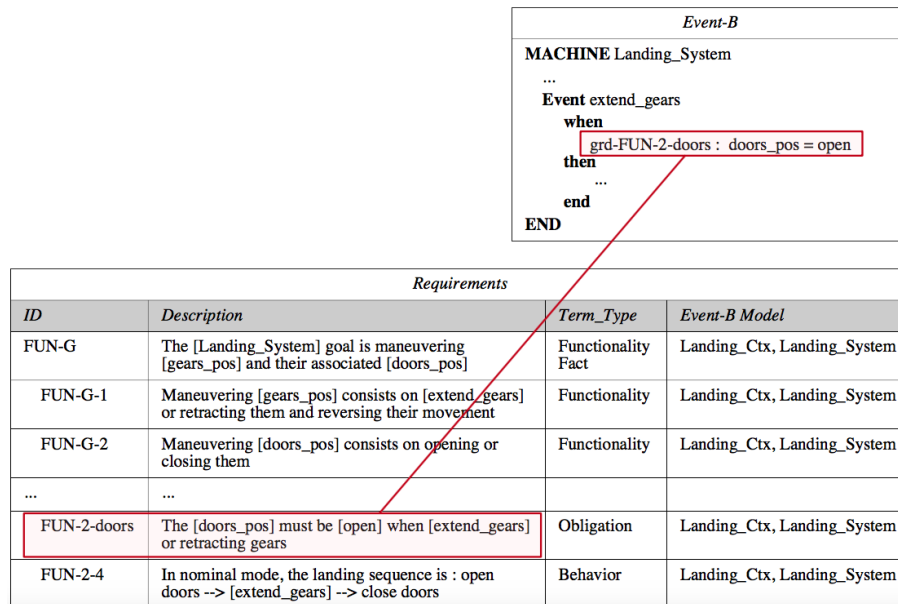 Event-B
MACHINE Landing_System
...
Event extend_gears
when
grd-FUN-2-doors : doors_pos = open
then
...
end
END
Requirements
ID Description Term_Type Event-B Model
FUN-G The [Landing_System] goal is maneuvering Functionality Landing_Ctx, Landing_System
[gears_pos] and their associated [doors_pos] Fact
FUN-G-1 Maneuvering [gears_pos] consists on [extend_gears] Functionality Landing_Ctx, Landing_System
or retracting them and reversing their movement
FUN-G-2 Maneuvering [doors_pos] consists on opening or Functionality Landing_Ctx, Landing_System
closing them
... ...
FUN-2-doors The [doors_pos] must be [open] when [extend_gears] Obligation Landing_Ctx, Landing_System
or retracting gears
FUN-2-4 In nominal mode, the landing sequence is : open Behavior Landing_Ctx, Landing_System
doors --> [extend_gears] --> close doors